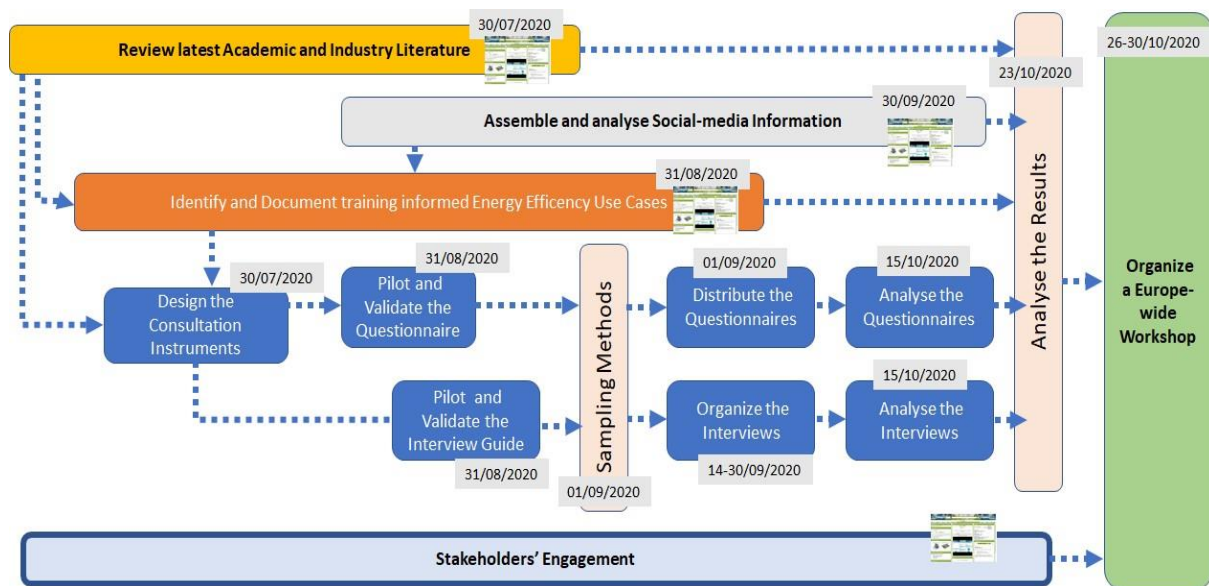 30/07/2020
Review latest Academic and Industry Literature
26-30/10/2020
23/10/2020
30/09/2020
Assemble and analyse Social-media Information
31/08/2020
Identify and Document training informed Energy Efficency Use Cases
30/07/2020
Design the
Consultation
Instruments
31/08/2020
Pilot and
Validate the
Questionnaire
Sampling Methods
01/09/2020
01/09/2020
Distribute the
Questionnaires
15/10/2020
Analyse the
Questionnaires
Analyse the Results
Organize
a Europe-
wide
Workshop
Pilot and
Validate the
Interview Guide
31/08/2020
Organize the
Interviews
14-30/09/2020
15/10/2020
Analyse the
Interviews
Stakeholders' Engagement